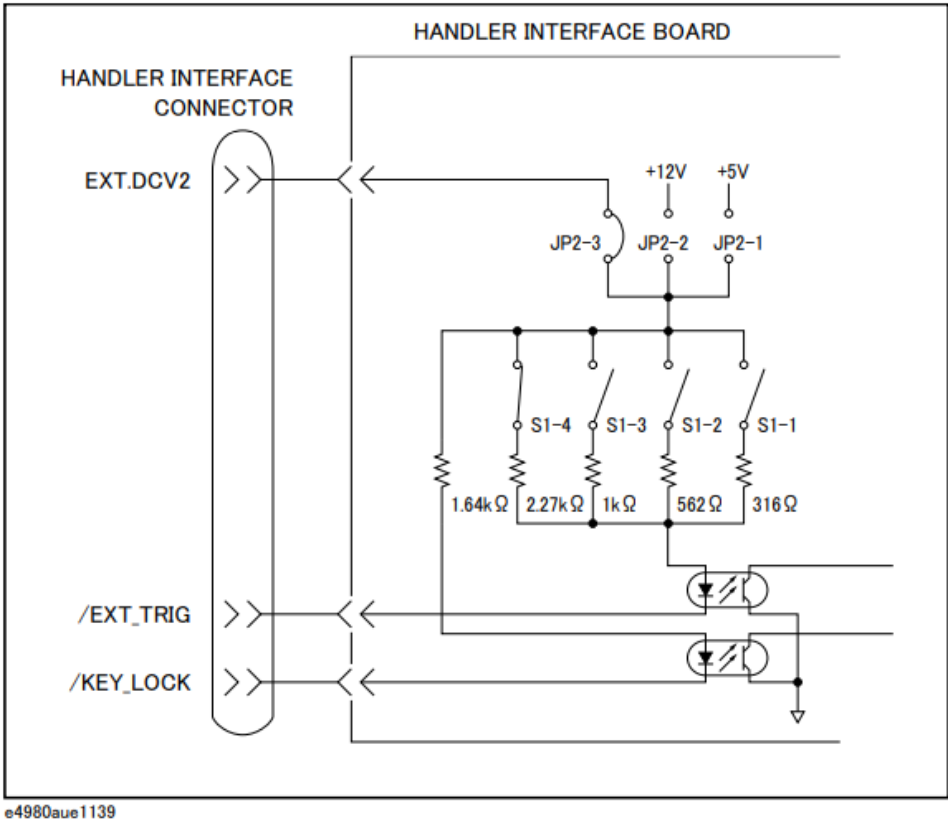 HANDLER INTERFACE BOARD
HANDLER INTERFACE
CONNECTOR
EXT.DCV2
+12V +5V
JP2-3 JP2-2 JP2-1
S1-4 S1-3 S1-2 S1-1
1.64kΩ 2.27kΩ 1kΩ 562Ω 316Ω
/EXT_TRIG
/KEY_LOCK
e4980aue1139